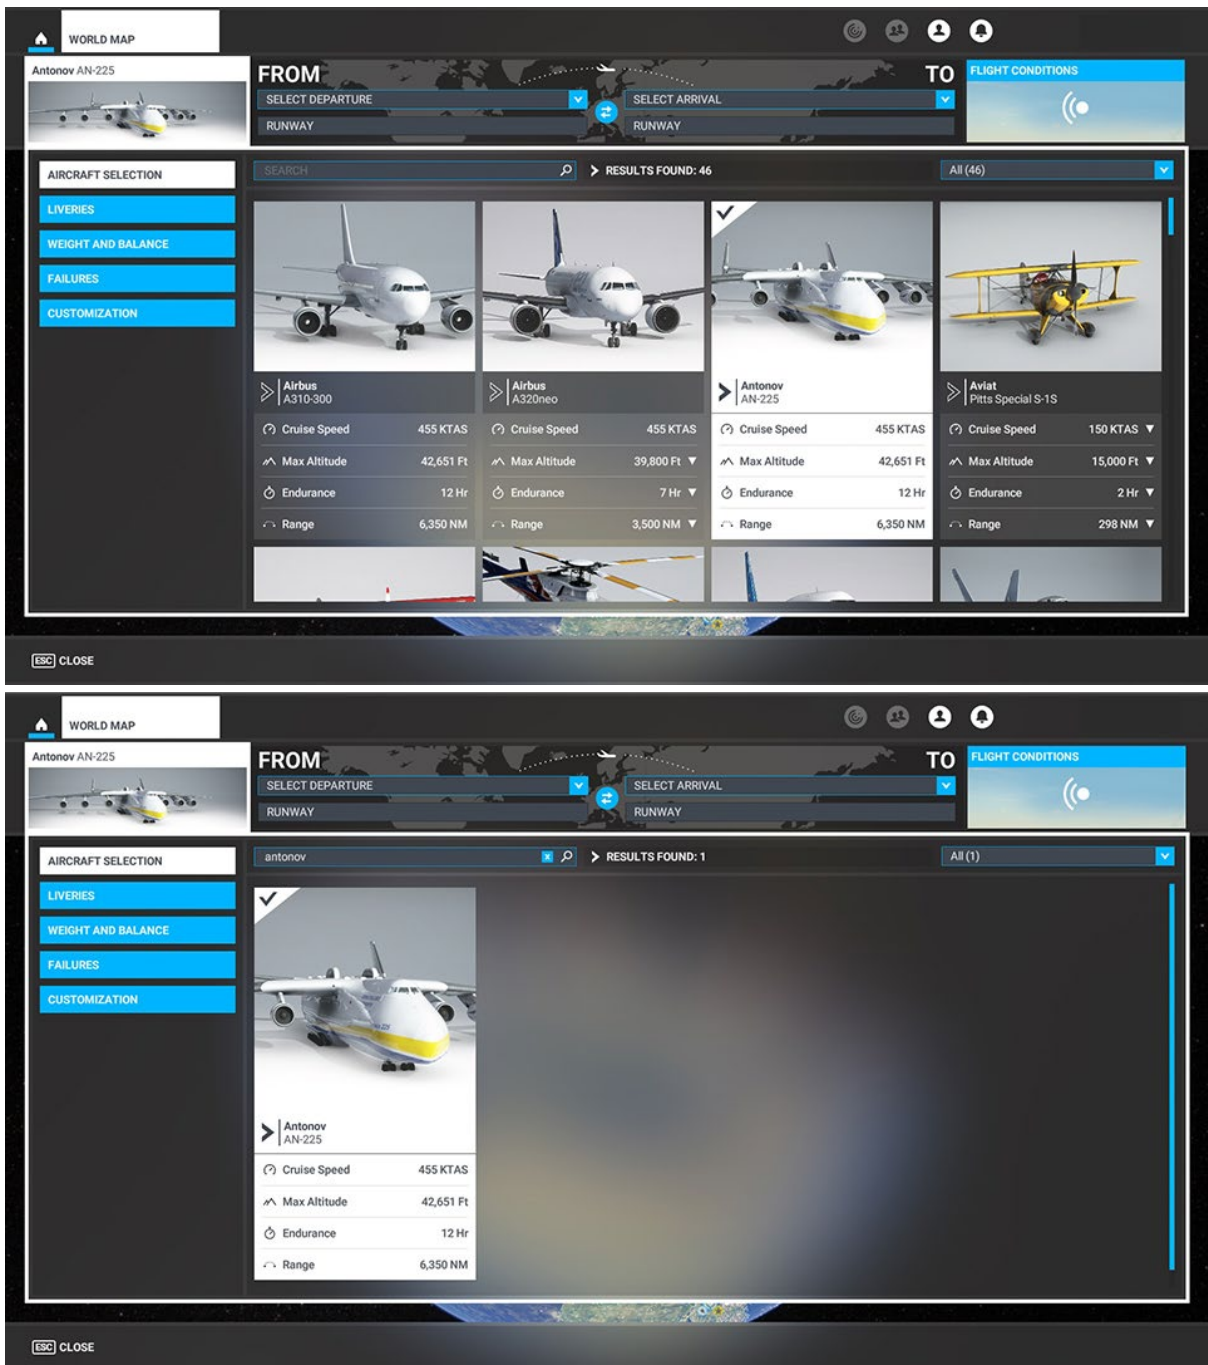 WORLD MAP
Antonov AN-225
FROM
TO
FLIGHT CONDITIONS
SELECT DEPARTURE
SELECT ARRIVAL
RUNWAY
RUNWAY
AIRCRAFT SELECTION
LIVERIES
WEIGHT AND BALANCE
FAILURES
CUSTOMIZATION
SEARCH
RESULTS FOUND: 46
All (46)
Airbus
A310-300
Cruise Speed 455 KTAS
Max Altitude 42,651 Ft
Endurance 12 Hr
Range 6,350 NM
Airbus
A320neo
Cruise Speed 455 KTAS
Max Altitude 39,800 Ft ▼
Endurance 7 Hr ▼
Range 3,500 NM ▼
Antonov
AN-225
Cruise Speed 455 KTAS
Max Altitude 42,651 Ft
Endurance 12 Hr
Range 6,350 NM
Aviat
Pitts Special S-1S
Cruise Speed 150 KTAS ▼
Max Altitude 15,000 Ft ▼
Endurance 2 Hr ▼
Range 298 NM ▼
ESC CLOSE
WORLD MAP
Antonov AN-225
FROM
TO
FLIGHT CONDITIONS
SELECT DEPARTURE
SELECT ARRIVAL
RUNWAY
RUNWAY
AIRCRAFT SELECTION
LIVERIES
WEIGHT AND BALANCE
FAILURES
CUSTOMIZATION
antonov
RESULTS FOUND: 1
All (1)
Antonov
AN-225
Cruise Speed 455 KTAS
Max Altitude 42,651 Ft
Endurance 12 Hr
Range 6,350 NM
ESC CLOSE